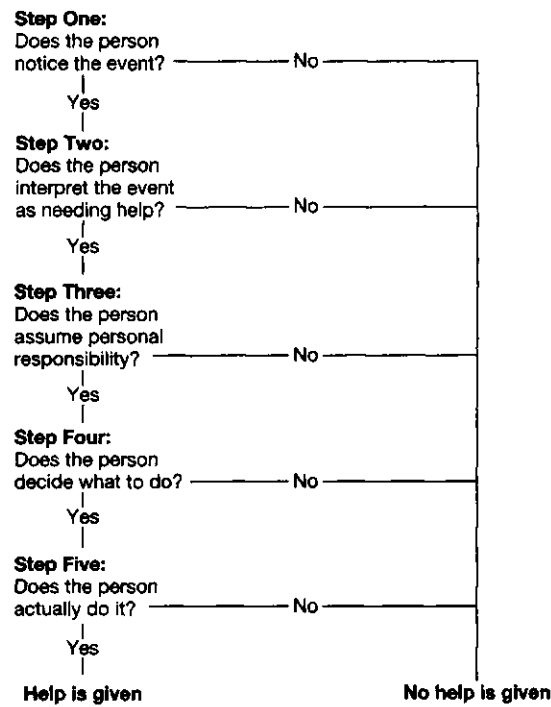 Step One:
Does the person
notice the event? No
Yes
Step Two:
Does the person
interpret the event
as needing help? No
Yes
Step Three:
Does the person
assume personal
responsibility? No
Yes
Step Four:
Does the person
decide what to do? No
Yes
Step Five:
Does the person
actually do it? No
Yes
Help is given No help is given